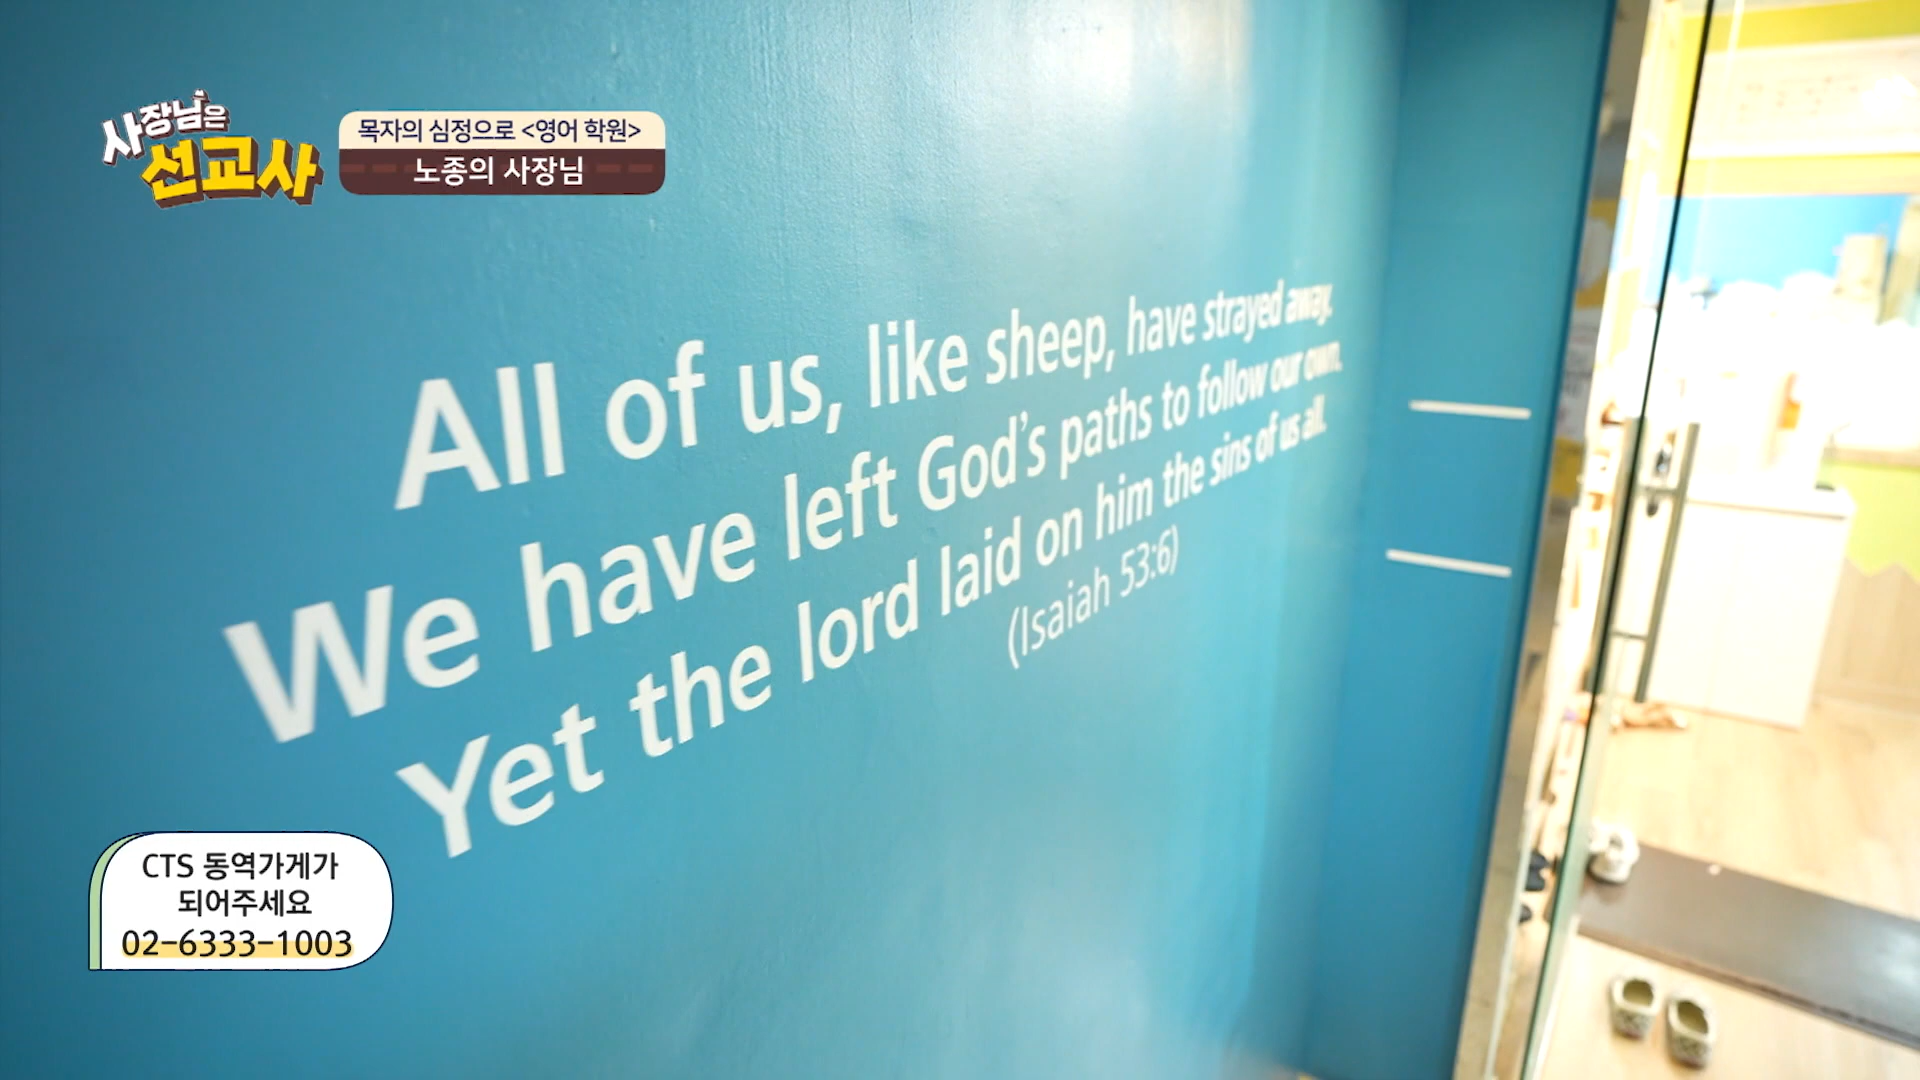 사장님은
선교사
목자의 심정으로 <영어 학원>
노종의 사장님
All of us, like sheep, have strayed away.
We have left God's paths to follow our own.
Yet the lord laid on him the sins of us all.
(Isaiah 53:6)
CTS 동역가게가
되어주세요
02-6333-1003